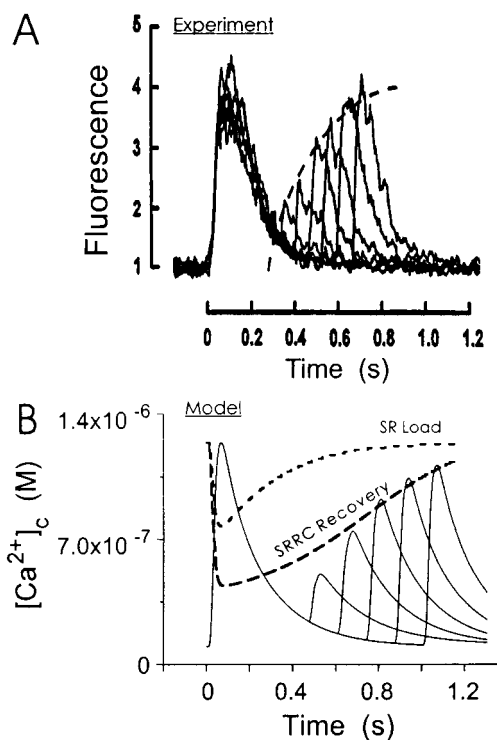 A
Experiment
Fluorescence
5
4
3
2
1
0 0.2 0.4 0.6 0.8 1.0 1.2
Time (s)
B
Model
[Ca²⁺]c (M)
1.4x10⁻⁶
7.0x10⁻⁷
0
SR Load
SRRC Recovery
0 0.4 0.8 1.2
Time (s)